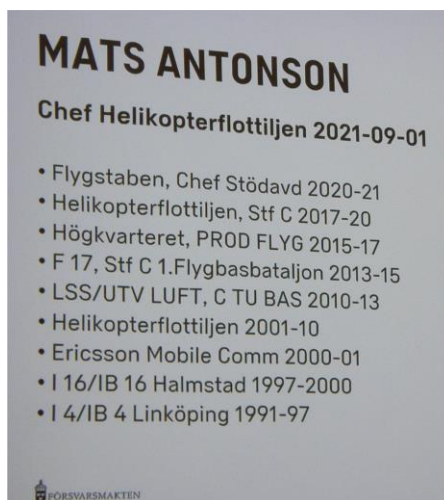 MATS ANTONSON
Chef Helikopterflottiljen 2021-09-01
• Flygstaben, Chef Stödavd 2020-21
• Helikopterflottiljen, Stf C 2017-20
• Högkvarteret, PROD FLYG 2015-17
• F 17, Stf C 1.Flygbasbataljon 2013-15
• LSS/UTV LUFT, C TU BAS 2010-13
• Helikopterflottiljen 2001-10
• Ericsson Mobile Comm 2000-01
• I 16/IB 16 Halmstad 1997-2000
• I 4/IB 4 Linköping 1991-97
FÖRSVARSMAKTEN